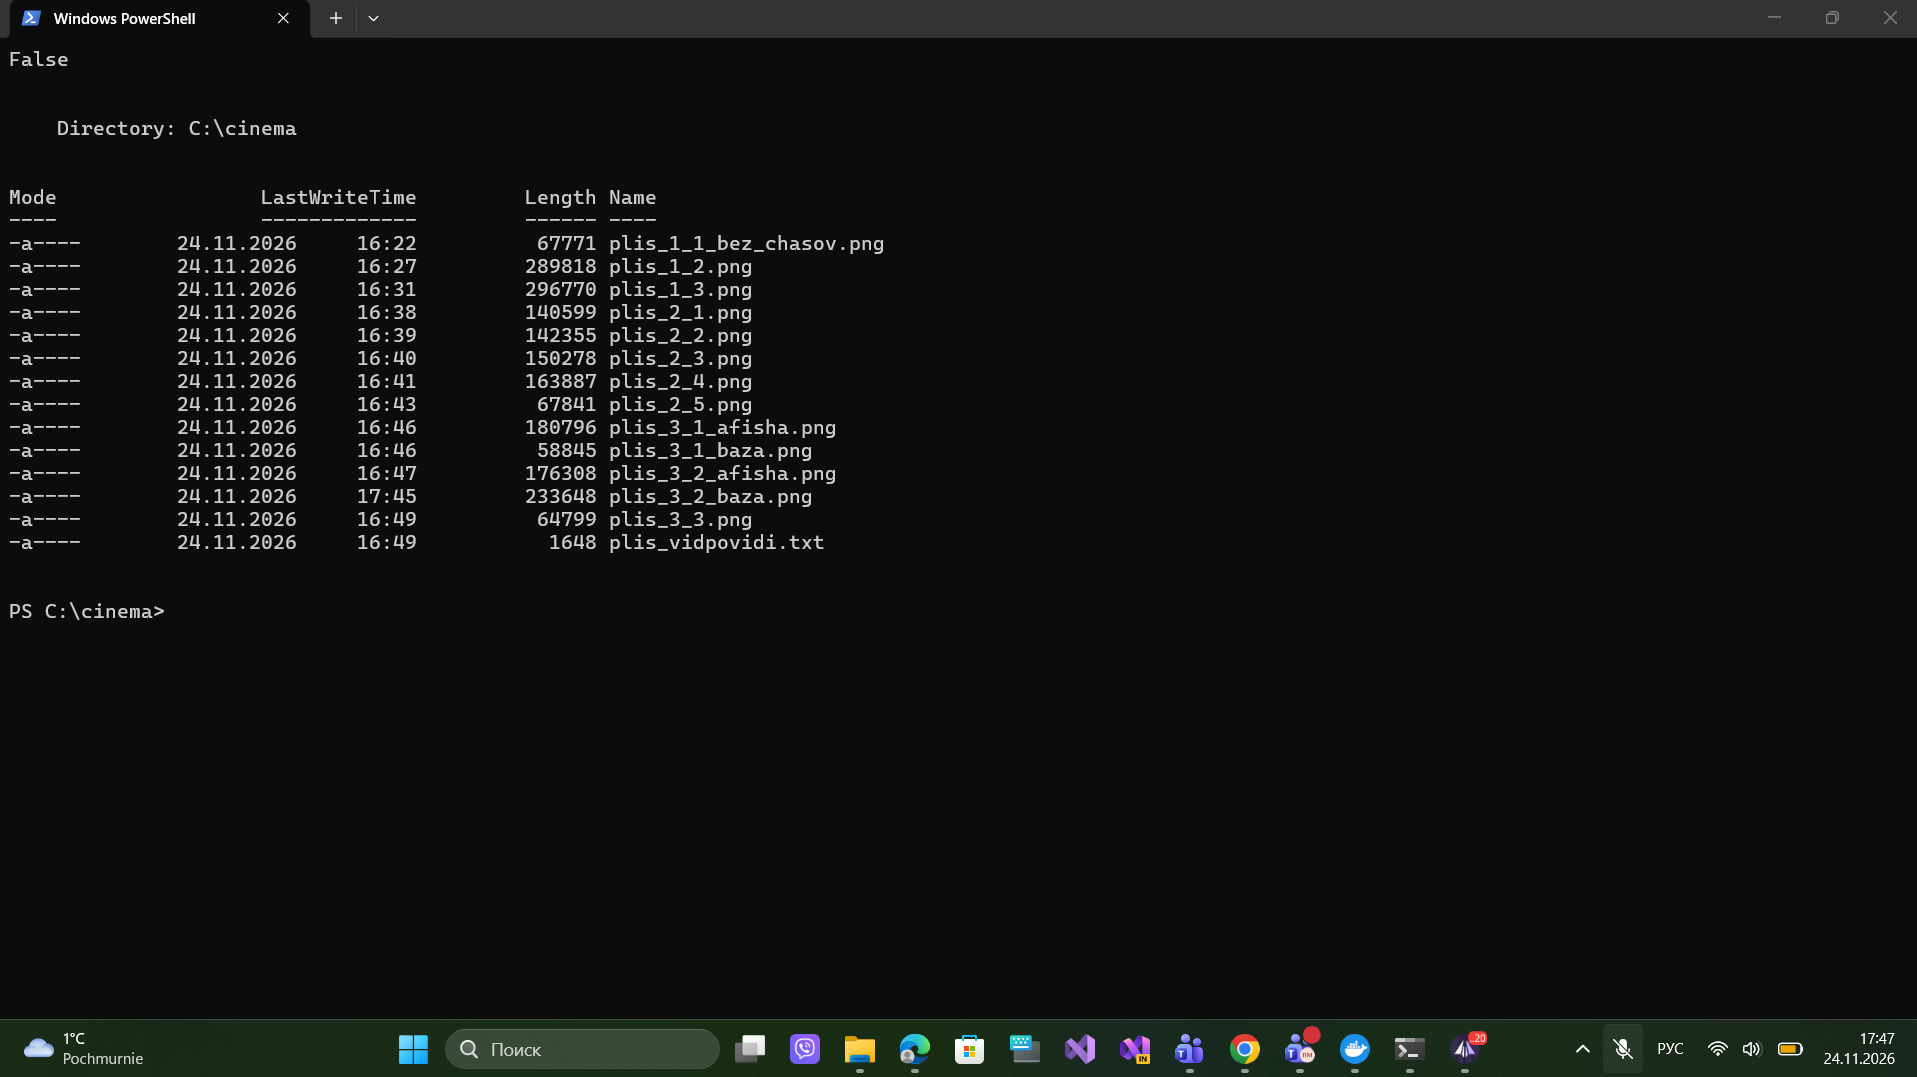 Windows PowerShell
False
Directory: C:\cinema
Mode LastWriteTime Length Name
---- ------------- ------ ----
-a---- 24.11.2026 16:22 67771 plis_1_1_bez_chasov.png
-a---- 24.11.2026 16:27 289818 plis_1_2.png
-a---- 24.11.2026 16:31 296770 plis_1_3.png
-a---- 24.11.2026 16:38 140599 plis_2_1.png
-a---- 24.11.2026 16:39 142355 plis_2_2.png
-a---- 24.11.2026 16:40 150278 plis_2_3.png
-a---- 24.11.2026 16:41 163887 plis_2_4.png
-a---- 24.11.2026 16:43 67841 plis_2_5.png
-a---- 24.11.2026 16:46 180796 plis_3_1_afisha.png
-a---- 24.11.2026 16:46 58845 plis_3_1_baza.png
-a---- 24.11.2026 16:47 176308 plis_3_2_afisha.png
-a---- 24.11.2026 17:45 233648 plis_3_2_baza.png
-a---- 24.11.2026 16:49 64799 plis_3_3.png
-a---- 24.11.2026 16:49 1648 plis_vidpovidi.txt
PS C:\cinema>
1°C
Pochmurnie
Поиск
IN
T
T
ПМ
..20
РУС
17:47
24.11.2026